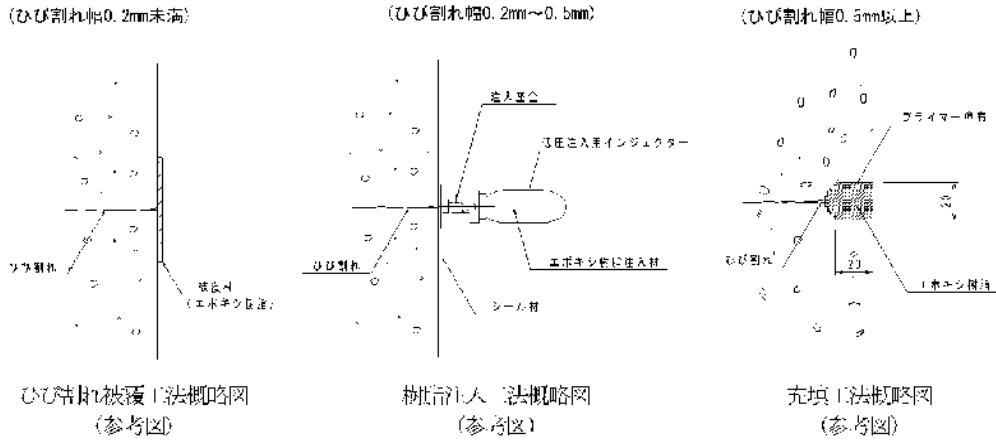 (ひび割れ幅0.2mm未満)
ひび割れ
被覆材
(エポキシ樹脂)
ひび割れ被覆工法概略図
(参考図)
(ひび割れ幅0.2mm～0.5mm)
注入座金
低圧注入用インジェクター
ひび割れ
エポキシ樹脂注入材
シール材
樹脂注入工法概略図
(参考図)
(ひび割れ幅0.5mm以上)
プライマー塗布
20
ひび割れ
20
エポキシ樹脂
充填工法概略図
(参考図)